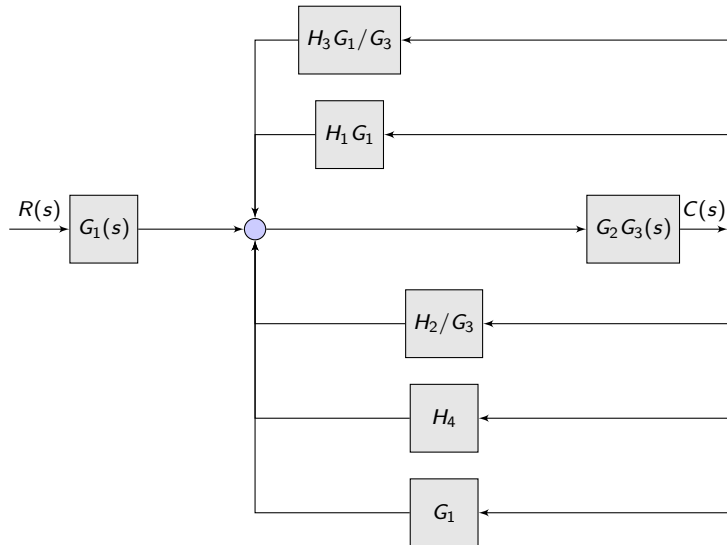 H₃G₁/G₃
H₁G₁
R(s)
G₁(s)
G₂G₃(s)
C(s)
H₂/G₃
H₄
G₁